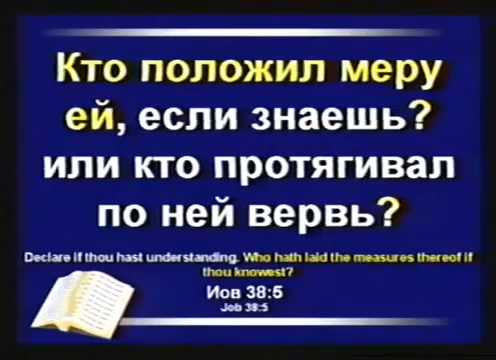 Кто положил меру
ей, если знаешь?
или кто протягивал
по ней вервь?
Declare if thou hast understanding. Who hath laid the measures thereof if
thou knowest?
Иов 38:5
Job 38:5